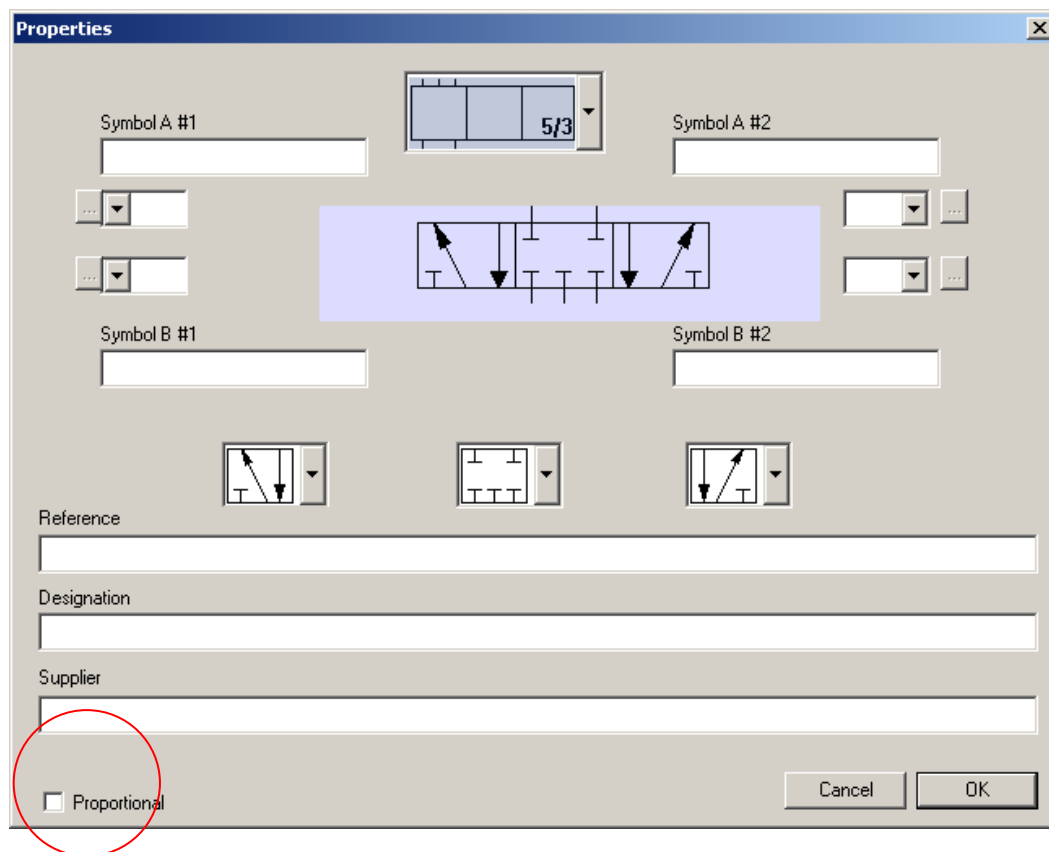 Properties
5/3
Symbol A #1
Symbol A #2
...
...
...
...
Symbol B #1
Symbol B #2
Reference
Designation
Supplier
Proportional
Cancel
OK